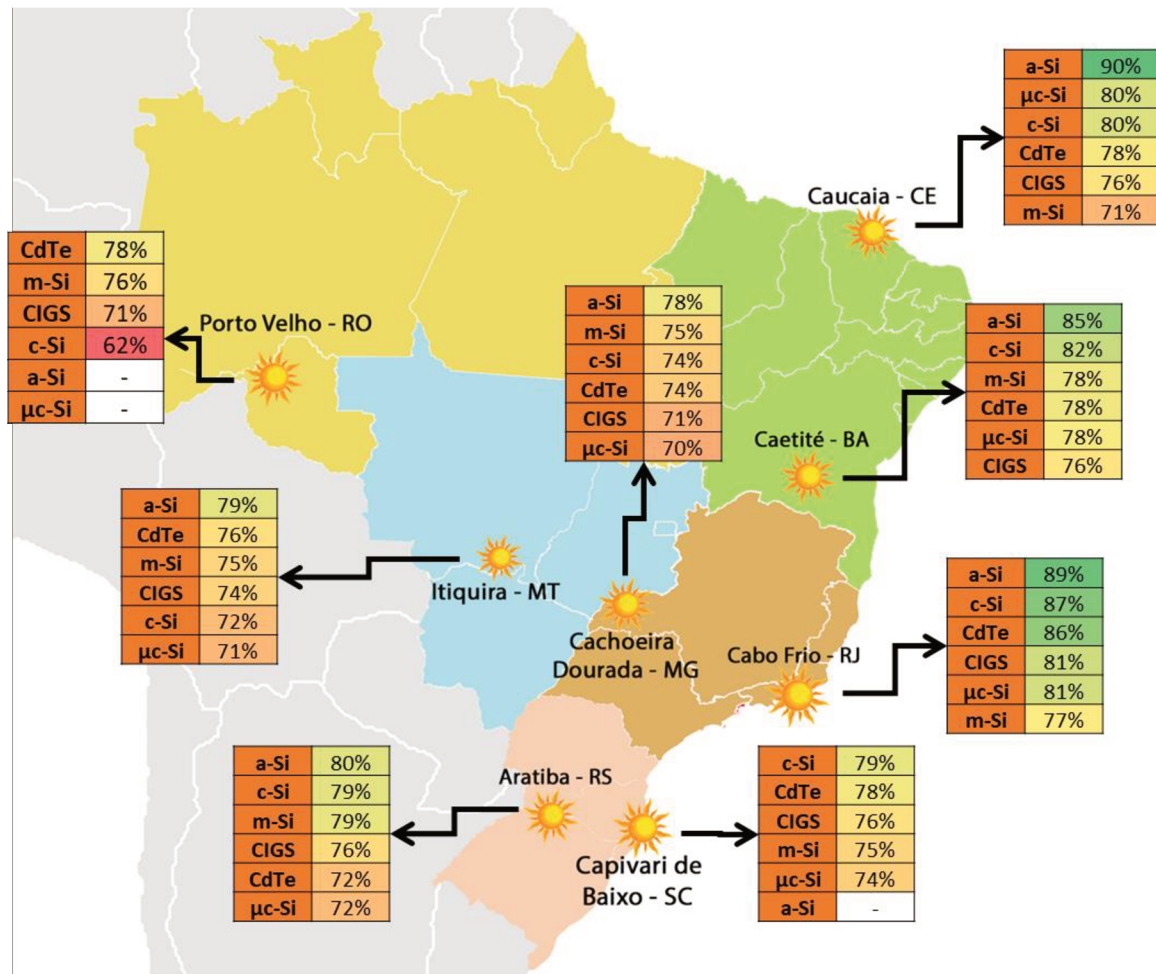 a-Si 90%
µc-Si 80%
c-Si 80%
CdTe 78%
CIGS 76%
m-Si 71%
Caucaia - CE
CdTe 78%
m-Si 76%
CIGS 71%
c-Si 62%
a-Si -
µc-Si -
Porto Velho - RO
a-Si 78%
m-Si 75%
c-Si 74%
CdTe 74%
CIGS 71%
µc-Si 70%
a-Si 85%
c-Si 82%
m-Si 78%
CdTe 78%
µc-Si 78%
CIGS 76%
Caetité - BA
a-Si 79%
CdTe 76%
m-Si 75%
CIGS 74%
c-Si 72%
µc-Si 71%
Itiquira - MT
Cachoeira
Dourada - MG
Cabo Frio - RJ
a-Si 89%
c-Si 87%
CdTe 86%
CIGS 81%
µc-Si 81%
m-Si 77%
a-Si 80%
c-Si 79%
m-Si 79%
CIGS 76%
CdTe 72%
µc-Si 72%
Aratiba - RS
Capivari de
Baixo - SC
c-Si 79%
CdTe 78%
CIGS 76%
m-Si 75%
µc-Si 74%
a-Si -